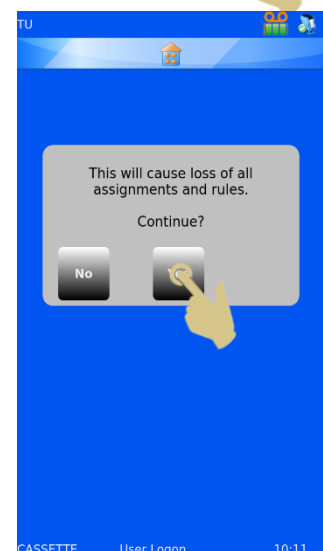 TU
This will cause loss of all
assignments and rules.
Continue?
No
CASSETTE User Logon 10:11